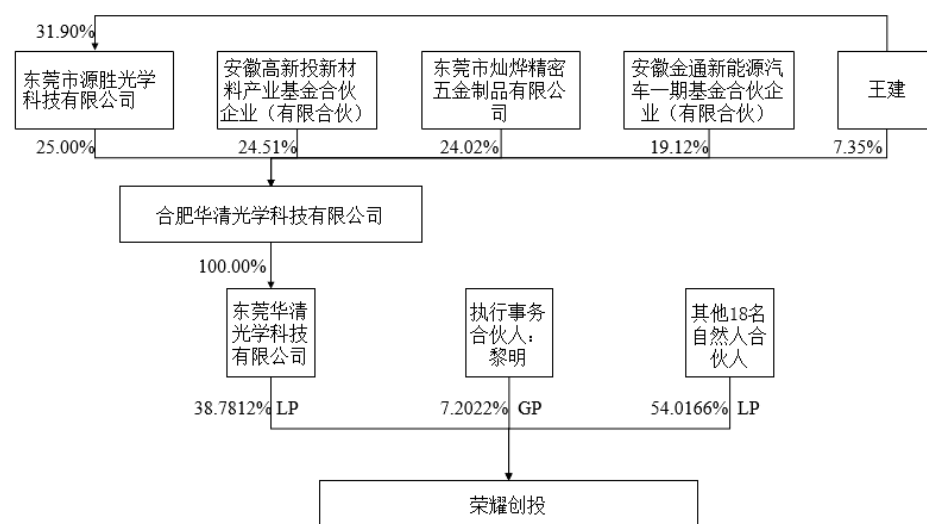 31.90%
东莞市源胜光学
科技有限公司
安徽高新投新材
料产业基金合伙
企业（有限合伙）
东莞市灿烨精密
五金制品有限公
司
安徽金通新能源汽
车一期基金合伙企
业（有限合伙）
王建
25.00%
24.51%
24.02%
19.12%
7.35%
合肥华清光学科技有限公司
100.00%
东莞华清
光学科技
有限公司
执行事务
合伙人：
黎明
其他18名
自然人合
伙人
38.7812% LP
7.2022% GP
54.0166% LP
荣耀创投